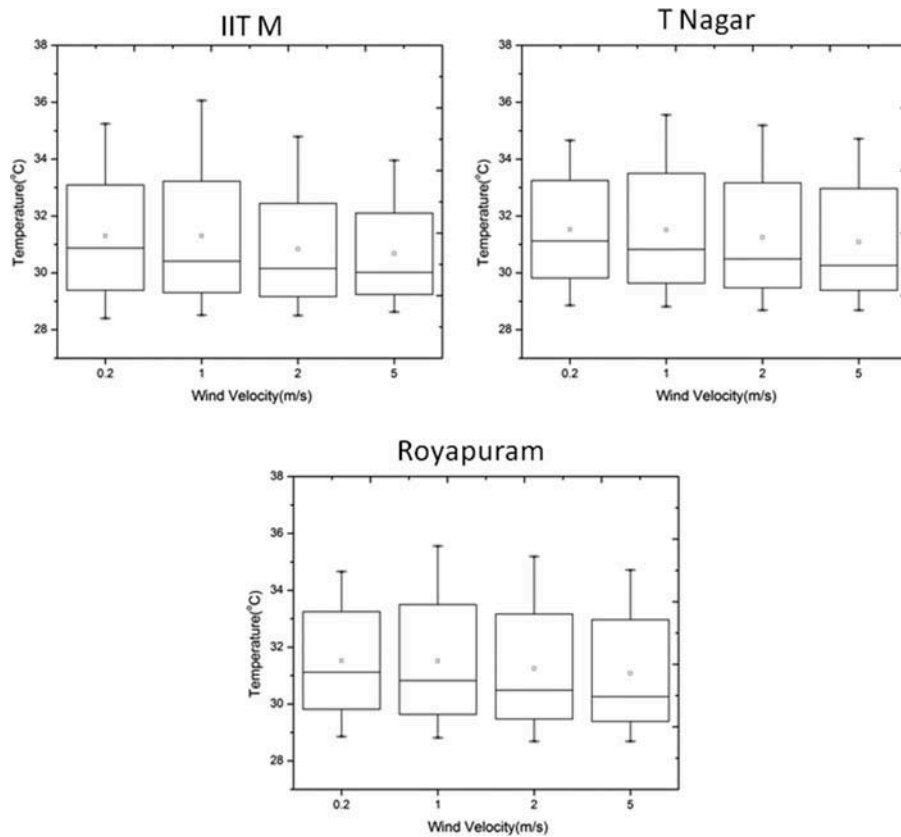 IIT M
38
36
34
32
30
28
Temperature(°C)
0.2 1 2 5
Wind Velocity(m/s)
T Nagar
38
36
34
32
30
28
Temperature(°C)
0.2 1 2 5
Wind Velocity(m/s)
Royapuram
38
36
34
32
30
28
Temperature(°C)
0.2 1 2 5
Wind Velocity(m/s)